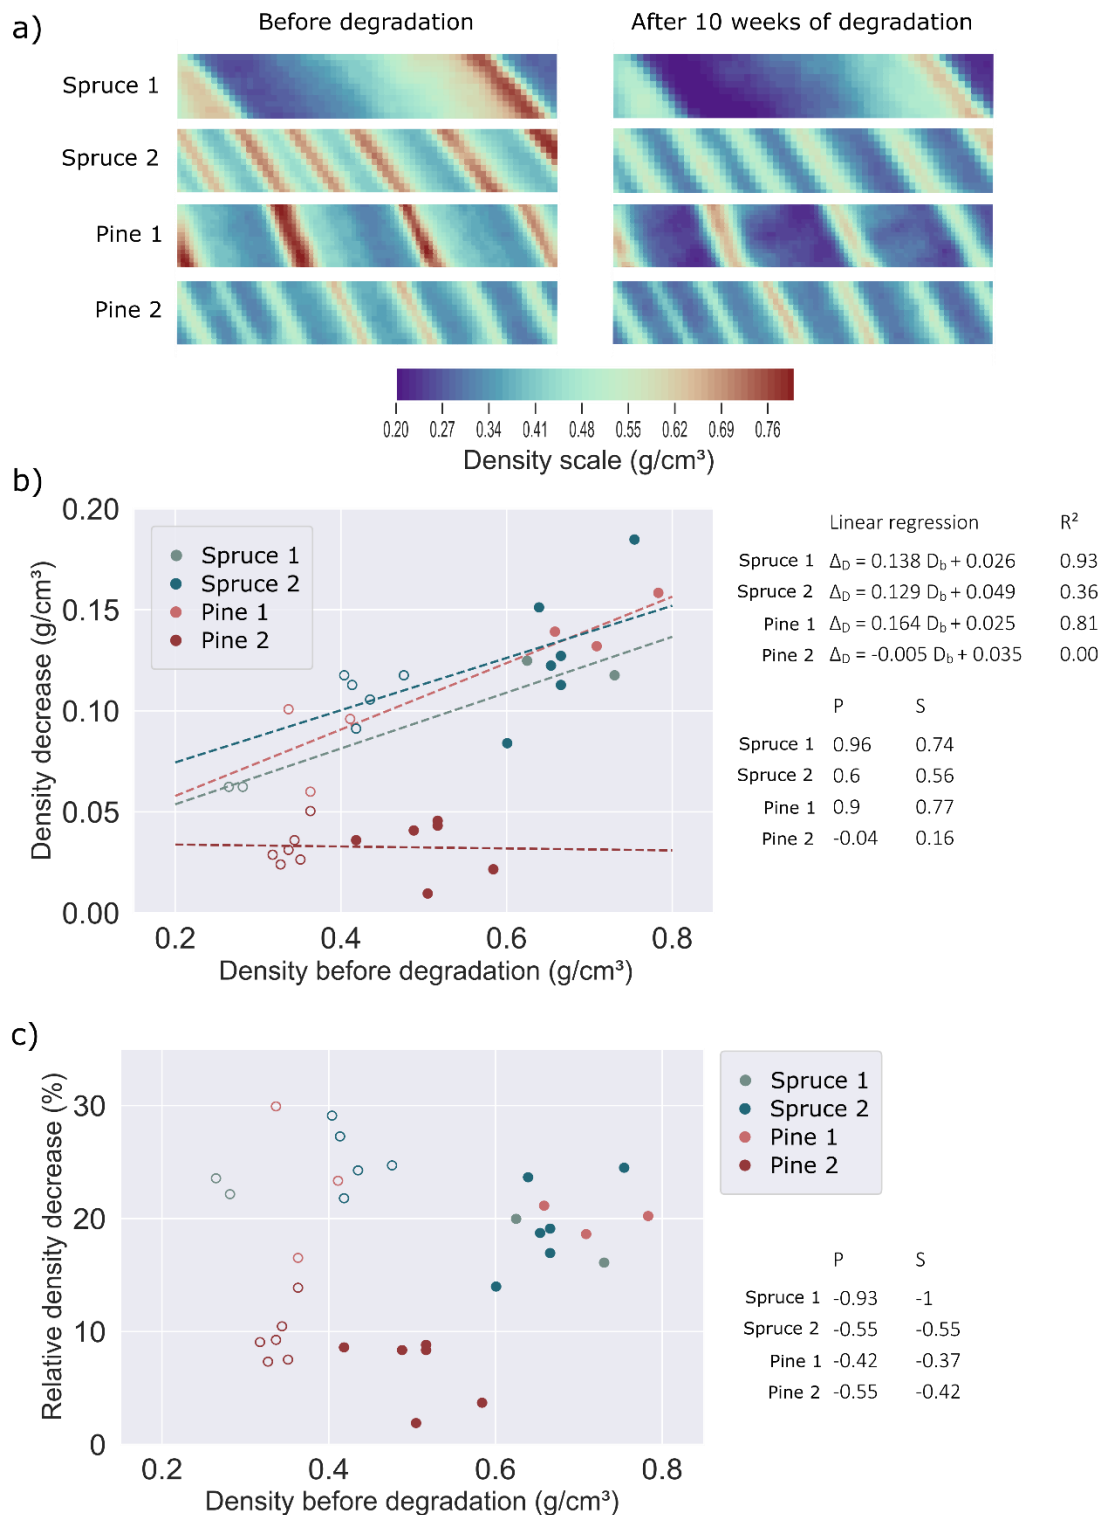 a)
Before degradation
After 10 weeks of degradation
Spruce 1
Spruce 2
Pine 1
Pine 2
0.20 0.27 0.34 0.41 0.48 0.55 0.62 0.69 0.76
Density scale (g/cm³)
b)
Density decrease (g/cm³)
0.20
0.15
0.10
0.05
0.00
Spruce 1
Spruce 2
Pine 1
Pine 2
0.2 0.4 0.6 0.8
Density before degradation (g/cm³)
Linear regression R²
Spruce 1 Δ_D = 0.138 D_b + 0.026 0.93
Spruce 2 Δ_D = 0.129 D_b + 0.049 0.36
Pine 1 Δ_D = 0.164 D_b + 0.025 0.81
Pine 2 Δ_D = -0.005 D_b + 0.035 0.00
P S
Spruce 1 0.96 0.74
Spruce 2 0.6 0.56
Pine 1 0.9 0.77
Pine 2 -0.04 0.16
c)
Relative density decrease (%)
30
20
10
0
0.2 0.4 0.6 0.8
Density before degradation (g/cm³)
Spruce 1
Spruce 2
Pine 1
Pine 2
P S
Spruce 1 -0.93 -1
Spruce 2 -0.55 -0.55
Pine 1 -0.42 -0.37
Pine 2 -0.55 -0.42